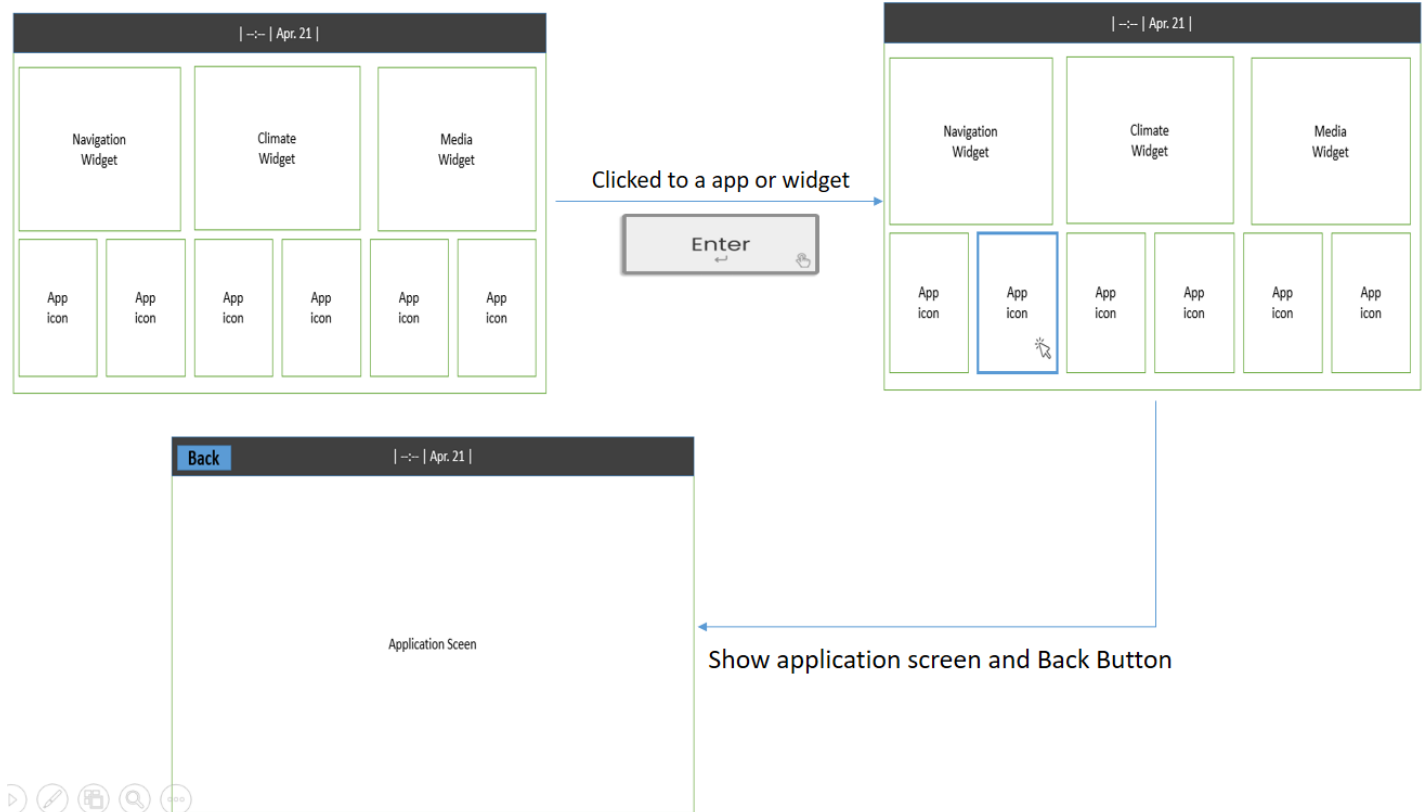 | --:-- | Apr. 21 |
Navigation
Widget
Climate
Widget
Media
Widget
App
icon
App
icon
App
icon
App
icon
App
icon
App
icon
Clicked to a app or widget
Enter
| --:-- | Apr. 21 |
Navigation
Widget
Climate
Widget
Media
Widget
App
icon
App
icon
App
icon
App
icon
App
icon
App
icon
Back
| --:-- | Apr. 21 |
Application Sceen
Show application screen and Back Button